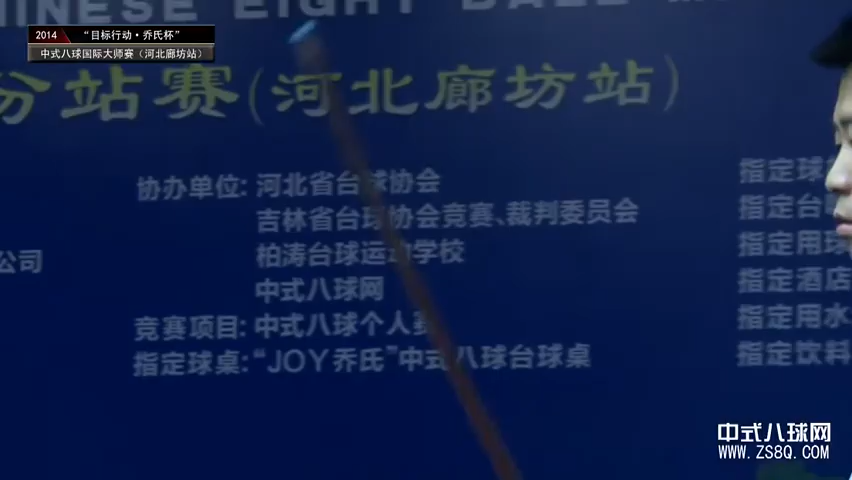 HINESE EIGHT BALL M
2014 “目标行动·乔氏杯”
中式八球国际大师赛（河北廊坊站）
分站赛(河北廊坊站)
协办单位:河北省台球协会
吉林省台球协会竞赛、裁判委员会
柏涛台球运动学校
中式八球网
竞赛项目:中式八球个人赛
指定球桌:“JOY乔氏”中式八球台球桌
公司
指定球
指定台
指定用球
指定酒店
指定用水
指定饮料
中式八球网
WWW.ZS8Q.COM